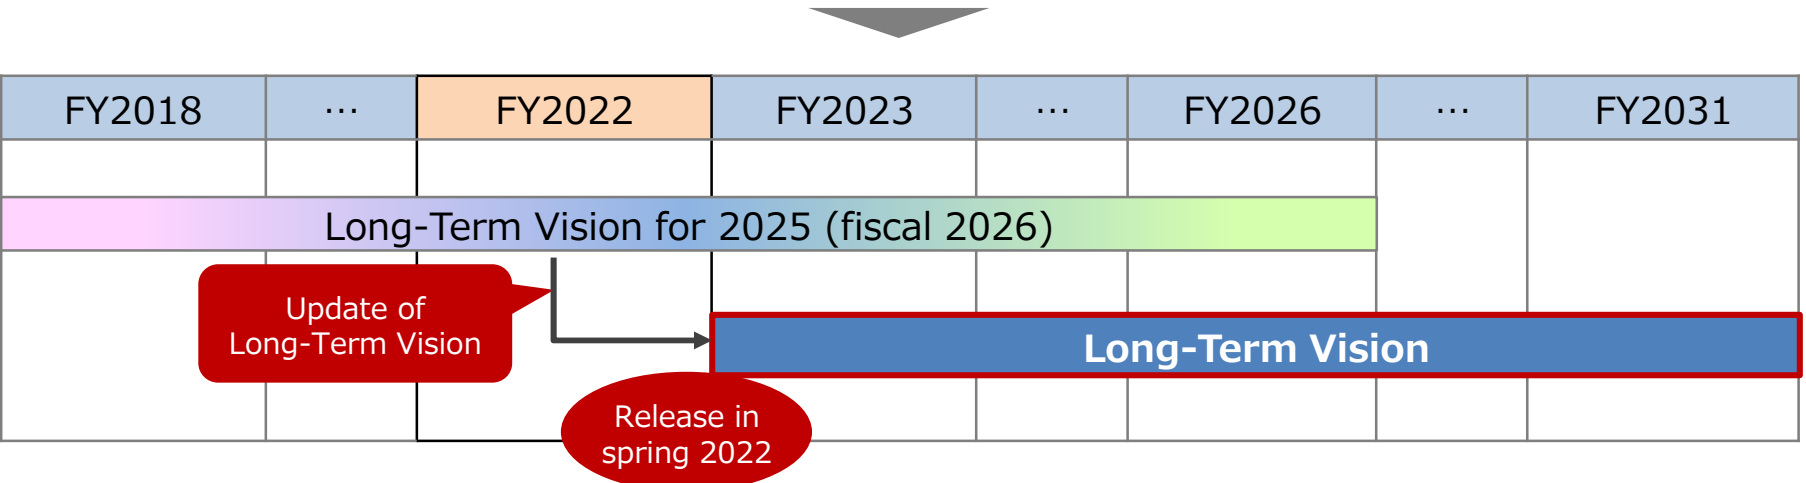 FY2018
…
FY2022
FY2023
…
FY2026
…
FY2031
Long-Term Vision for 2025 (fiscal 2026)
Update of
Long-Term Vision
Long-Term Vision
Release in
spring 2022